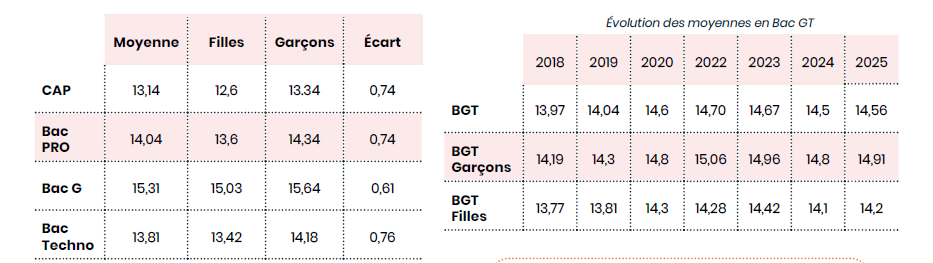 Moyenne Filles Garçons Écart
CAP 13,14 12,6 13.34 0,74
Bac
PRO 14,04 13,6 14,34 0,74
Bac G 15,31 15,03 15,64 0,61
Bac
Techno 13,81 13,42 14,18 0,76
Évolution des moyennes en Bac GT
2018 2019 2020 2022 2023 2024 2025
BGT 13,97 14,04 14,6 14,70 14,67 14,5 14,56
BGT
Garçons 14,19 14,3 14,8 15,06 14,96 14,8 14,91
BGT
Filles 13,77 13,81 14,3 14,28 14,42 14,1 14,2